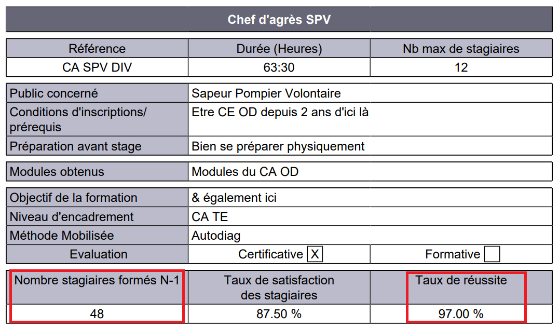 Chef d'agrès SPV
Référence Durée (Heures) Nb max de stagiaires
CA SPV DIV 63:30 12
Public concerné Sapeur Pompier Volontaire
Conditions d'inscriptions/ Etre CE OD depuis 2 ans d'ici là
prérequis
Préparation avant stage Bien se préparer physiquement
Modules obtenus Modules du CA OD
Objectif de la formation & également ici
Niveau d'encadrement CA TE
Méthode Mobilisée Autodiag
Evaluation Certificative X Formative
Nombre stagiaires formés N-1 Taux de satisfaction Taux de réussite
des stagiaires
48 87.50 % 97.00 %